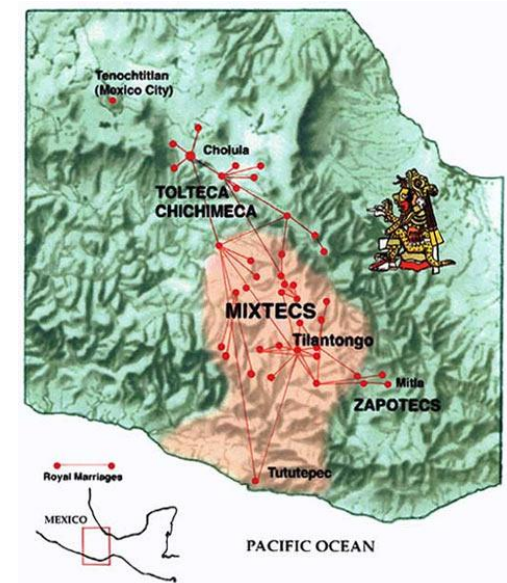 Tenochtitlan
(Mexico City)
Cholula
TOLTECA
CHICHIMECA
MIXTECS
Tilantongo
Mitla
ZAPOTECS
Tututepec
Royal Marriages
MEXICO
PACIFIC OCEAN